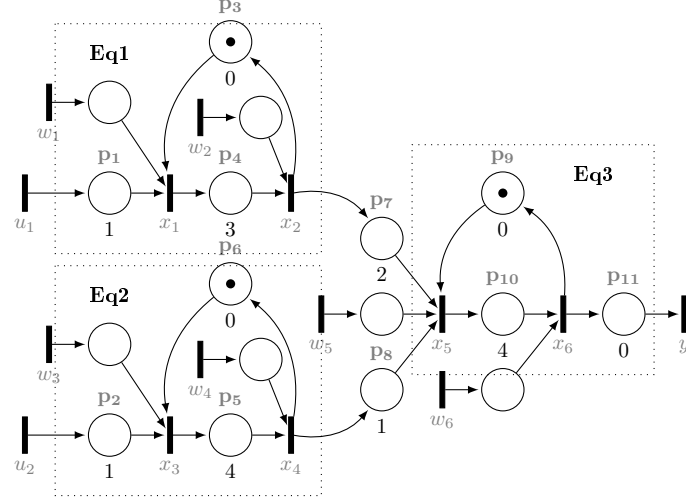 p₃
Eq1
0
w₁
w₂
p₁
p₄
p₉
Eq3
u₁
1
x₁
3
x₂
p₇
0
p₆
2
Eq2
0
w₅
x₅
p₁₀
4
x₆
p₁₁
0
y
w₃
w₄
p₈
p₂
p₅
1
w₆
u₂
1
x₃
4
x₄